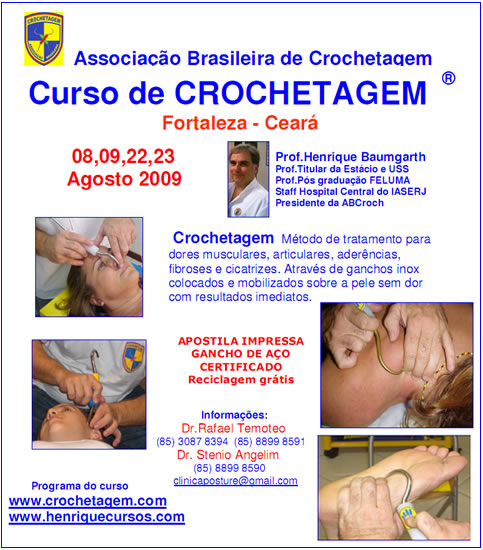 CROCHETAGEM
Associação Brasileira de Crochetagem
Curso de CROCHETAGEM ®
Fortaleza - Ceará
08,09,22,23
Agosto 2009
Prof.Henrique Baumgarth
Prof.Titular da Estácio e USS
Prof.Pós graduação FELUMA
Staff Hospital Central do IASERJ
Presidente da ABCroch
Crochetagem Método de tratamento para
dores musculares, articulares, aderências,
fibroses e cicatrizes. Através de ganchos inox
colocados e mobilizados sobre a pele sem dor
com resultados imediatos.
APOSTILA IMPRESSA
GANCHO DE AÇO
CERTIFICADO
Reciclagem grátis
Informações:
Dr.Rafael Temoteo
(85) 3087 8394 (85) 8899 8591
Dr. Stenio Angelim
(85) 8899 8590
clinicaposture@gmail.com
Programa do curso
www.crochetagem.com
www.henriquecursos.com